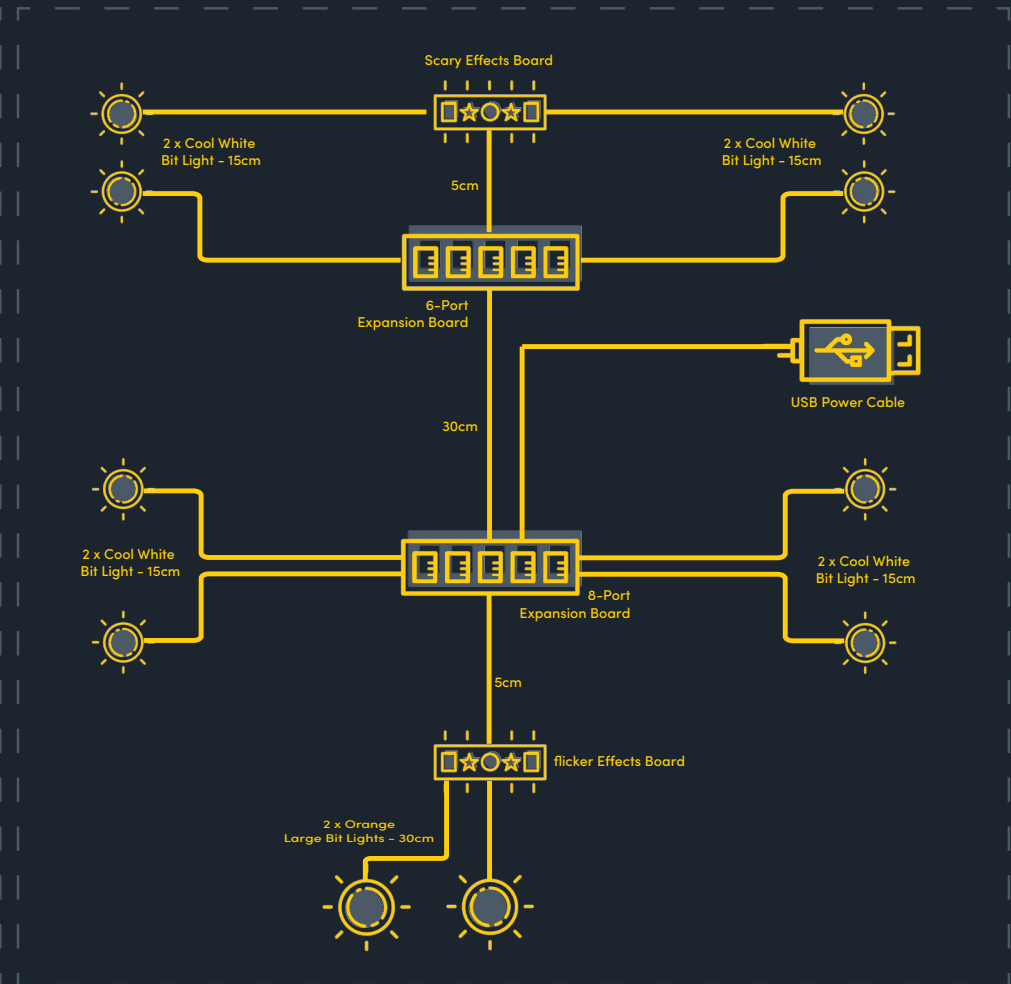 Scary Effects Board
2 x Cool White
Bit Light - 15cm
2 x Cool White
Bit Light - 15cm
5cm
6-Port
Expansion Board
USB Power Cable
30cm
2 x Cool White
Bit Light - 15cm
2 x Cool White
Bit Light - 15cm
8-Port
Expansion Board
5cm
flicker Effects Board
2 x Orange
Large Bit Lights - 30cm